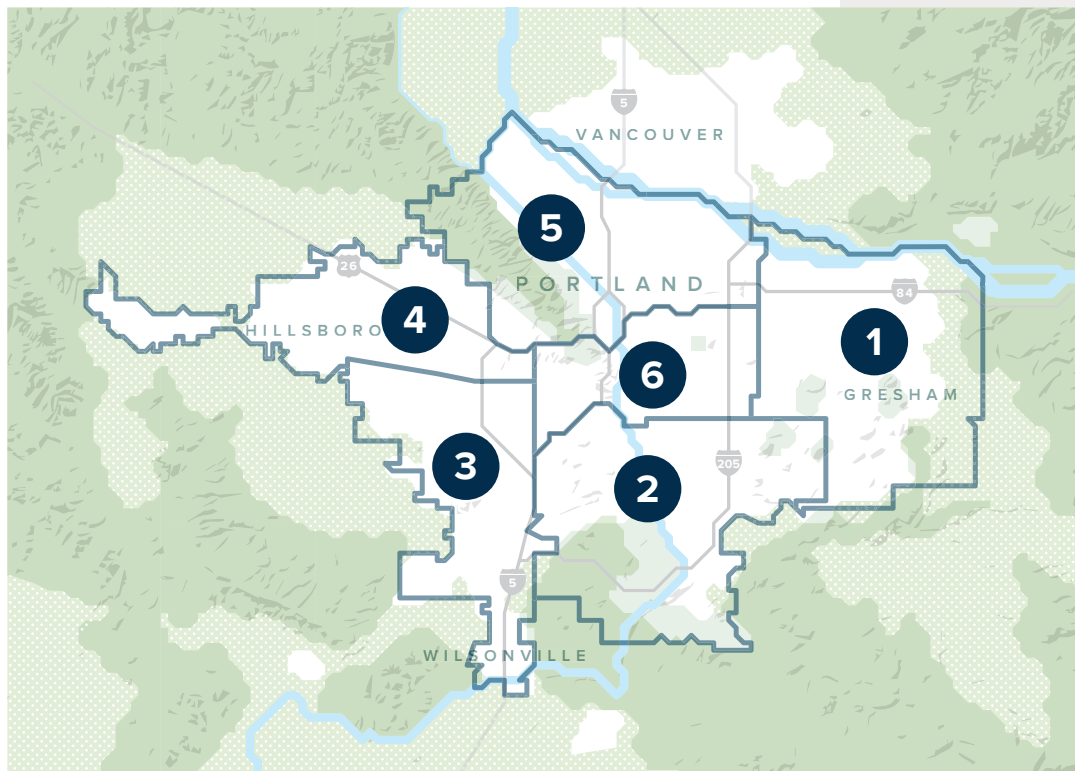 5
VANCOUVER
5
26
PORTLAND
84
4
HILLSBORO
1
6
GRESHAM
3
205
2
5
WILSONVILLE